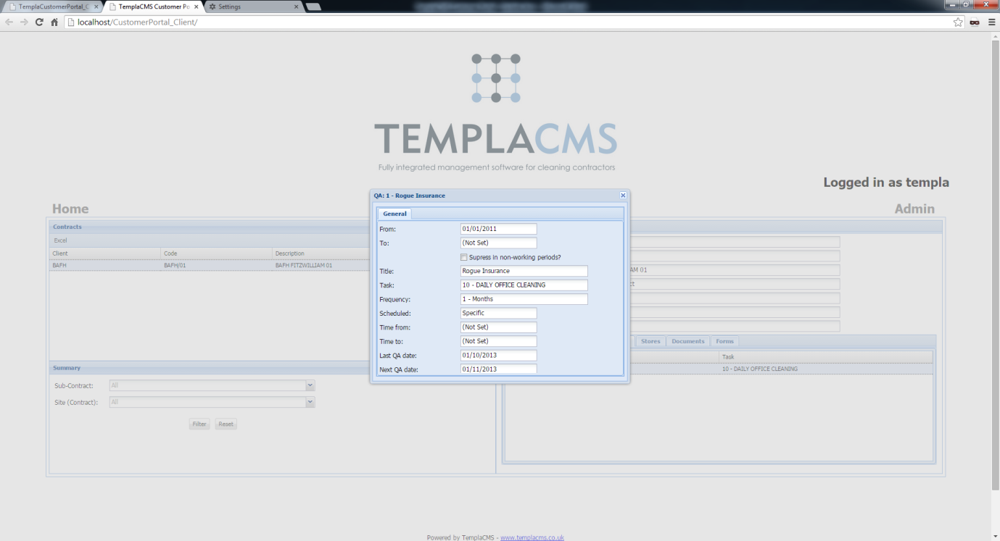 TemplaCustomerPortal_C
TemplaCMS Customer Po
Settings
localhost/CustomerPortal_Client/
TEMPLACMS
Fully integrated management software for cleaning contractors
Logged in as templa
Home
Admin
Contracts
Excel
Client Code Description
BAFH BAFH/01 BAFH FITZWILLIAM 01
Summary
Sub-Contract: All
Site (Contract): All
Filter Reset
QA: 1 - Rogue Insurance
General
From: 01/01/2011
To: (Not Set)
Supress in non-working periods?
Title: Rogue Insurance
Task: 10 - DAILY OFFICE CLEANING
Frequency: 1 - Months
Scheduled: Specific
Time from: (Not Set)
Time to: (Not Set)
Last QA date: 01/10/2013
Next QA date: 01/11/2013
AM 01
ct
Stores Documents Forms
Task
10 - DAILY OFFICE CLEANING
Powered by TemplaCMS - www.templacms.co.uk